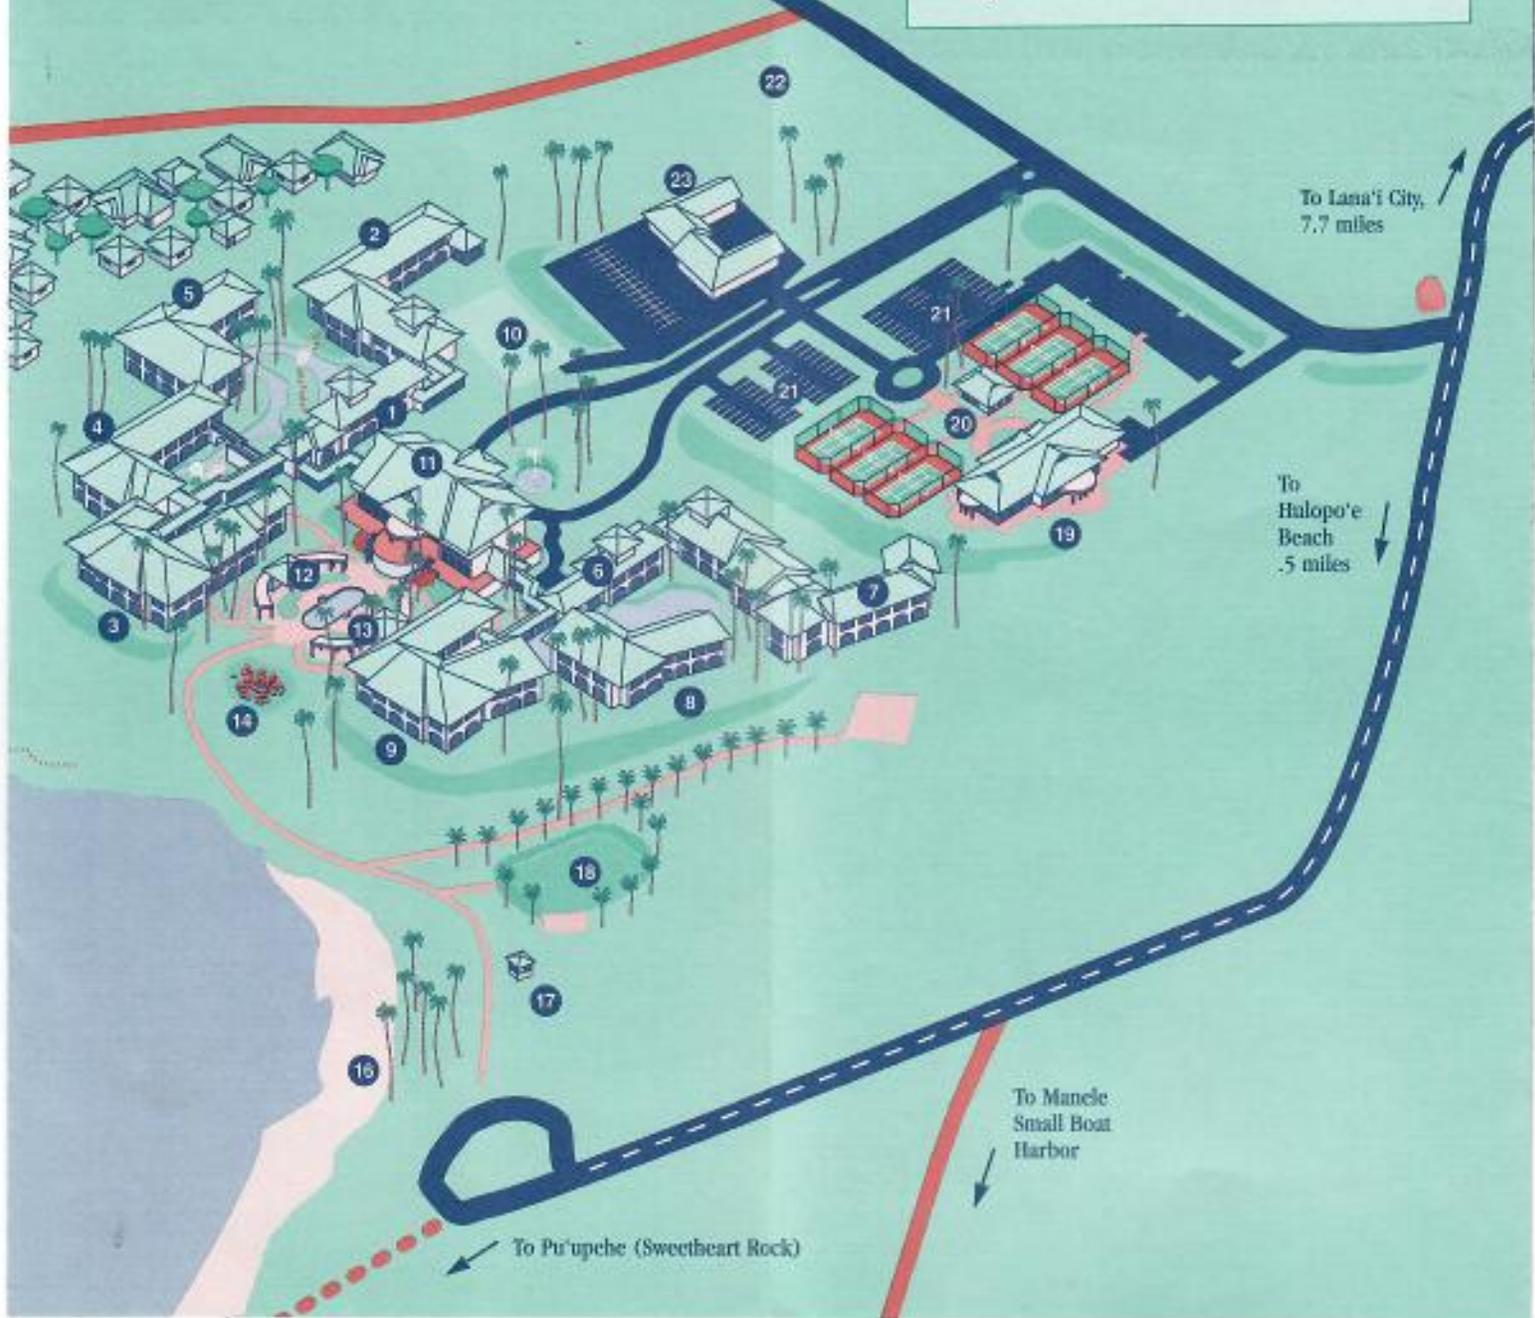 22
To Lana'i City,
7.7 miles
23
2
5
10
21
21
1
4
20
11
To
Halopo'e
Beach
.5 miles
19
6
12
7
3
13
8
14
9
18
17
16
To Manele
Small Boat
Harbor
To Pu'upehe (Sweetheart Rock)